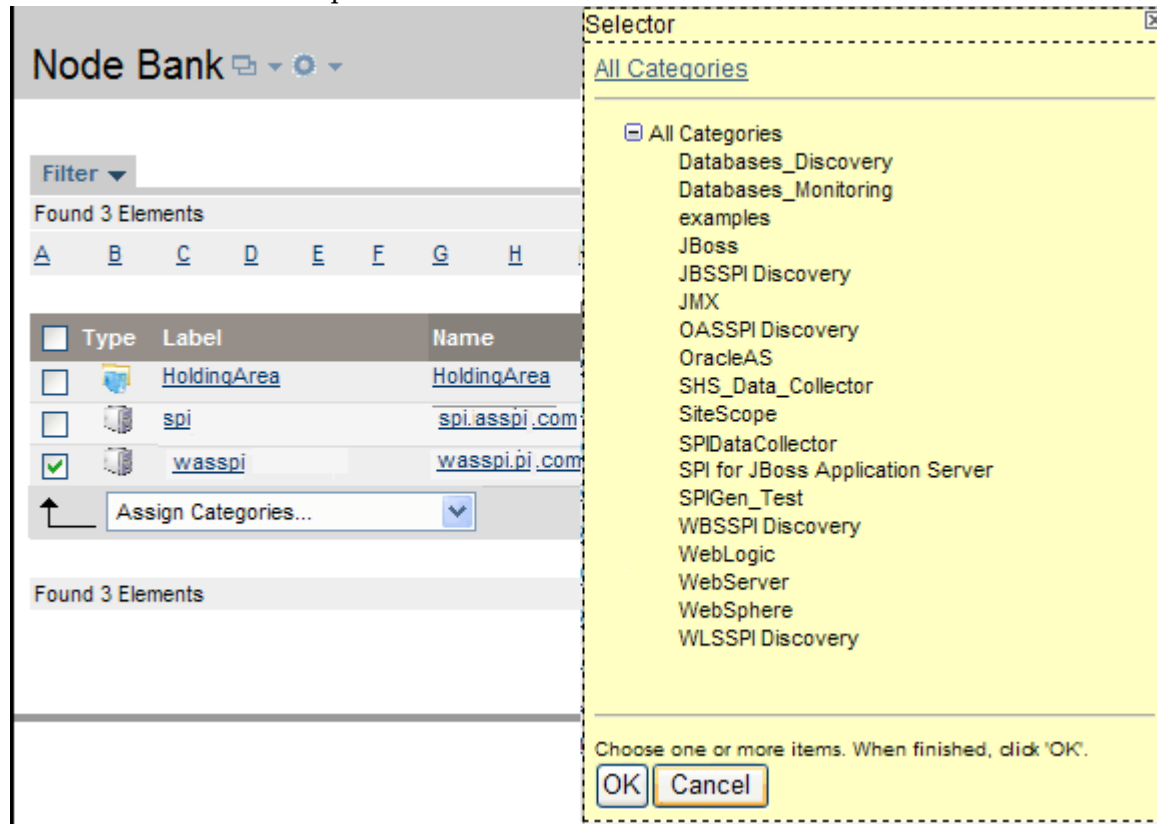 Node Bank
Filter
Found 3 Elements
A B C D E F G H
Type Label Name
HoldingArea HoldingArea
spi spi.asspi .com
wasspi wasspi.pi .com
Assign Categories...
Found 3 Elements
Selector
All Categories
All Categories
Databases_Discovery
Databases_Monitoring
examples
JBoss
JBSSPI Discovery
JMX
OASSPI Discovery
OracleAS
SHS_Data_Collector
SiteScope
SPIDataCollector
SPI for JBoss Application Server
SPIGen_Test
WBSSPI Discovery
WebLogic
WebServer
WebSphere
WLSSPI Discovery
Choose one or more items. When finished, click 'OK'.
OK Cancel